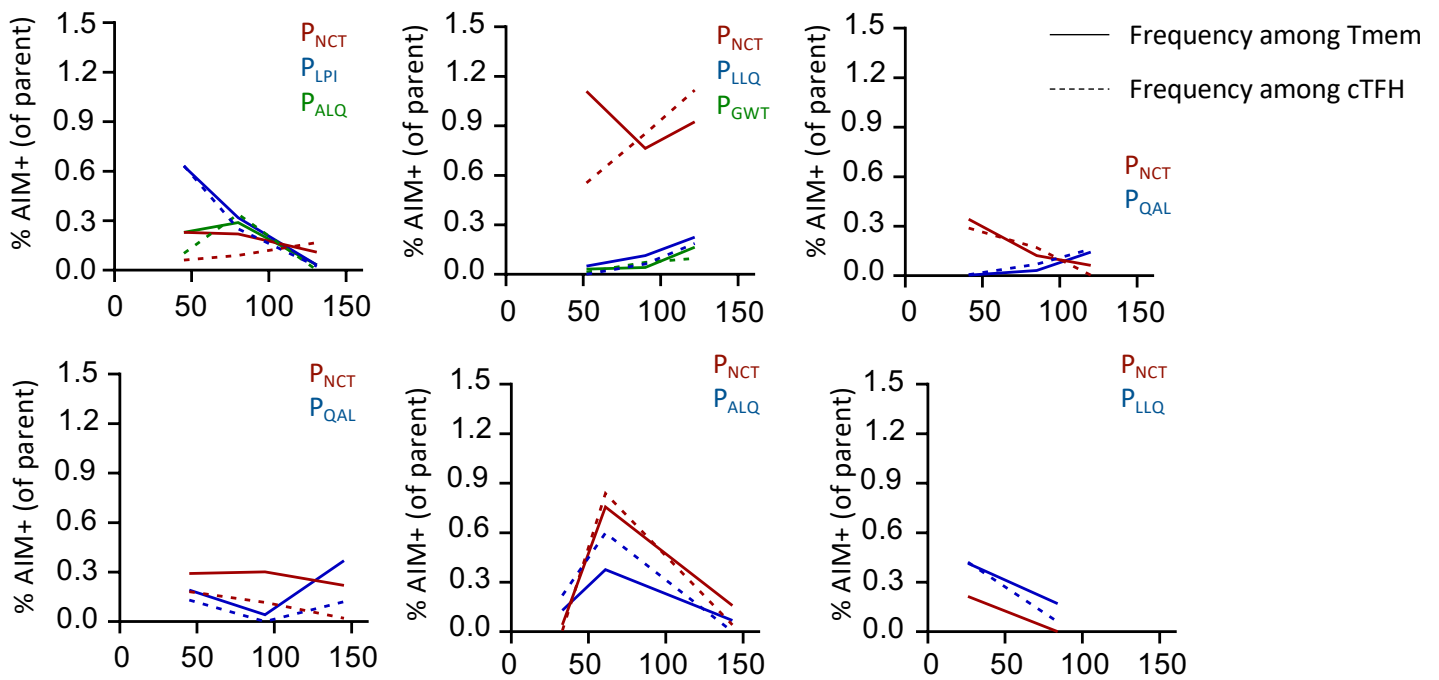 % AIM+ (of parent)
1.5
1.2
0.9
0.6
0.3
0.0
0 50 100 150
PNCT
PLPI
PALQ
% AIM+ (of parent)
1.5
1.2
0.9
0.6
0.3
0.0
0 50 100 150
PNCT
PLLQ
PGWT
% AIM+ (of parent)
1.5
1.2
0.9
0.6
0.3
0.0
0 50 100 150
PNCT
PQAL
Frequency among Tmem
Frequency among cTFH
% AIM+ (of parent)
1.5
1.2
0.9
0.6
0.3
0.0
0 50 100 150
PNCT
PQAL
% AIM+ (of parent)
1.5
1.2
0.9
0.6
0.3
0.0
0 50 100 150
PNCT
PALQ
% AIM+ (of parent)
1.5
1.2
0.9
0.6
0.3
0.0
0 50 100 150
PNCT
PLLQ